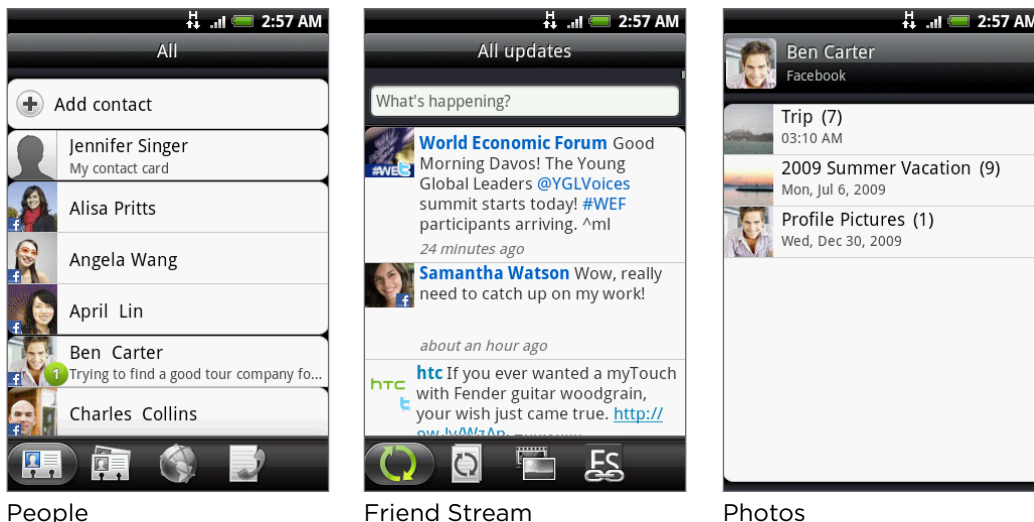 H 2:57 AM
All
Add contact
Jennifer Singer
My contact card
Alisa Pritts
Angela Wang
April Lin
Ben Carter
1 Trying to find a good tour company fo...
Charles Collins
People
H 2:57 AM
All updates
What's happening?
World Economic Forum Good
Morning Davos! The Young
Global Leaders @YGLVoices
summit starts today! #WEF
participants arriving. ^ml
#WE
24 minutes ago
Samantha Watson Wow, really
need to catch up on my work!
about an hour ago
htc
htc If you ever wanted a myTouch
with Fender guitar woodgrain,
your wish just came true. http://
FS
Friend Stream
H 2:57 AM
Ben Carter
Facebook
Trip (7)
03:10 AM
2009 Summer Vacation (9)
Mon, Jul 6, 2009
Profile Pictures (1)
Wed, Dec 30, 2009
Photos